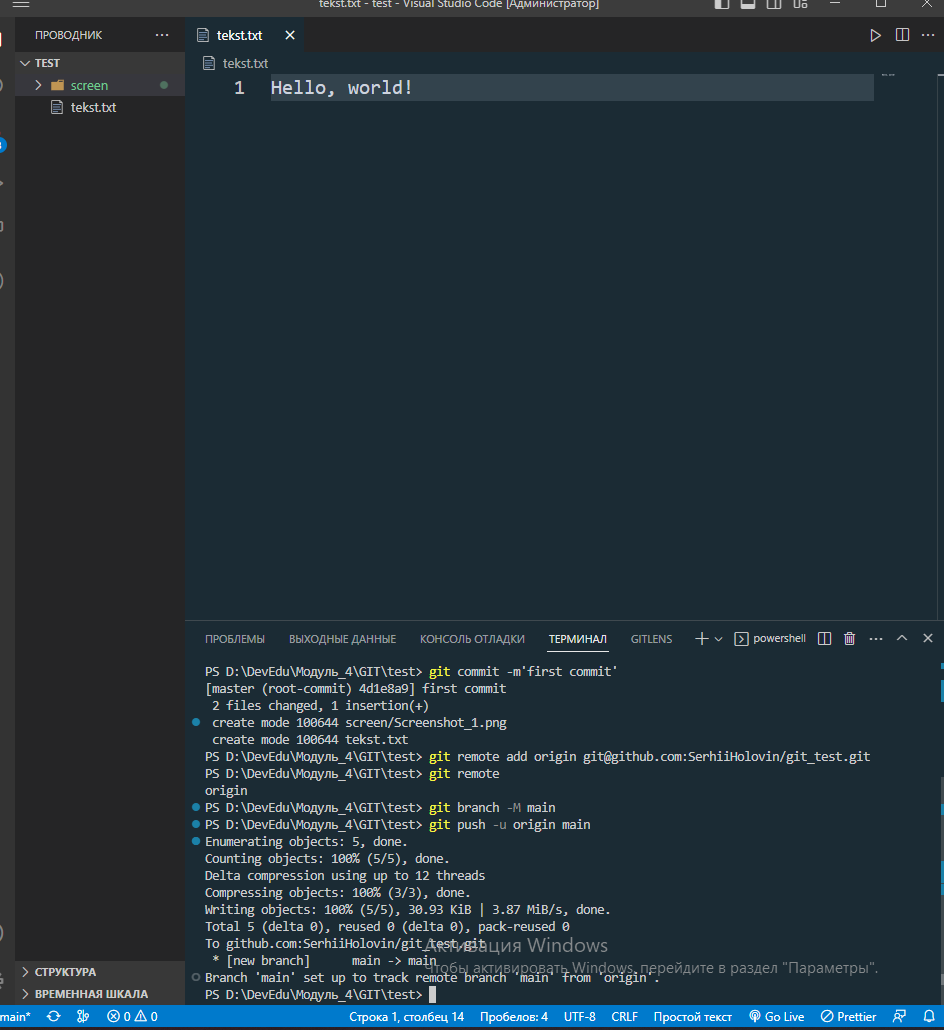 tekst.txt - test - Visual Studio Code [Администратор]
ПРОВОДНИК
tekst.txt
TEST
screen
tekst.txt
tekst.txt
1 Hello, world!
ПРОБЛЕМЫ ВЫХОДНЫЕ ДАННЫЕ КОНСОЛЬ ОТЛАДКИ ТЕРМИНАЛ GITLENS powershell
PS D:\DevEdu\Модуль_4\GIT\test> git commit -m'first commit'
[master (root-commit) 4d1e8a9] first commit
2 files changed, 1 insertion(+)
create mode 100644 screen/Screenshot_1.png
create mode 100644 tekst.txt
PS D:\DevEdu\Модуль_4\GIT\test> git remote add origin git@github.com:SerhiiHolovin/git_test.git
PS D:\DevEdu\Модуль_4\GIT\test> git remote
origin
PS D:\DevEdu\Модуль_4\GIT\test> git branch -M main
PS D:\DevEdu\Модуль_4\GIT\test> git push -u origin main
Enumerating objects: 5, done.
Counting objects: 100% (5/5), done.
Delta compression using up to 12 threads
Compressing objects: 100% (3/3), done.
Writing objects: 100% (5/5), 30.93 KiB | 3.87 MiB/s, done.
Total 5 (delta 0), reused 0 (delta 0), pack-reused 0
To github.com:SerhiiHolovin/git_test.git
* [new branch] main -> main
Branch 'main' set up to track remote branch 'main' from 'origin'.
PS D:\DevEdu\Модуль_4\GIT\test>
Активация Windows
Чтобы активировать Windows, перейдите в раздел "Параметры".
СТРУКТУРА
ВРЕМЕННАЯ ШКАЛА
main* 0 0 Строка 1, столбец 14 Пробелов: 4 UTF-8 CRLF Простой текст Go Live Prettier